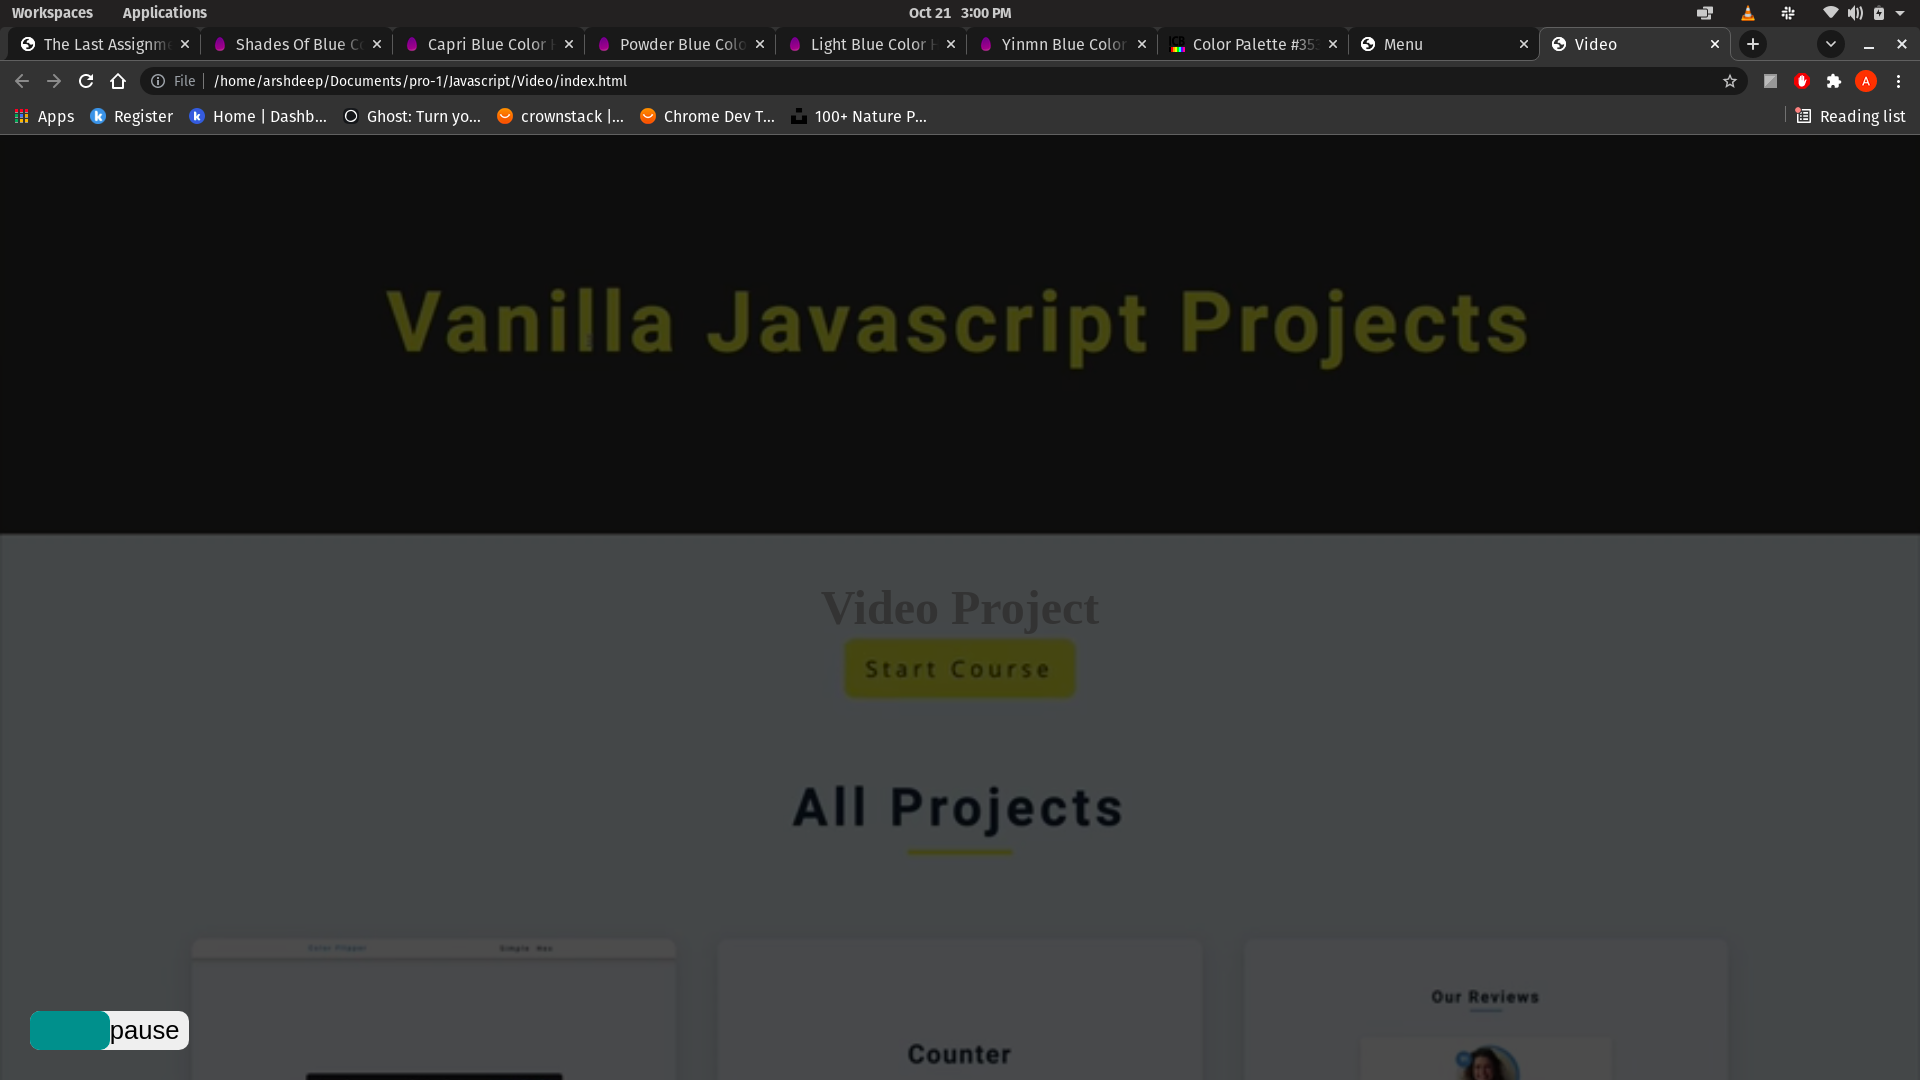 Workspaces Applications Oct 21 3:00 PM
The Last Assignme Shades Of Blue Co Capri Blue Color Powder Blue Colo Light Blue Color Yinmn Blue Color Color Palette #353 Menu Video
File /home/arshdeep/Documents/pro-1/Javascript/Video/index.html A
Apps Register Home | Dashb... Ghost: Turn yo... crownstack |... Chrome Dev T... 100+ Nature P... Reading list
Vanilla Javascript Projects
Video Project
Start Course
All Projects
Color Flipper Simple Hex
Our Reviews
pause
Counter